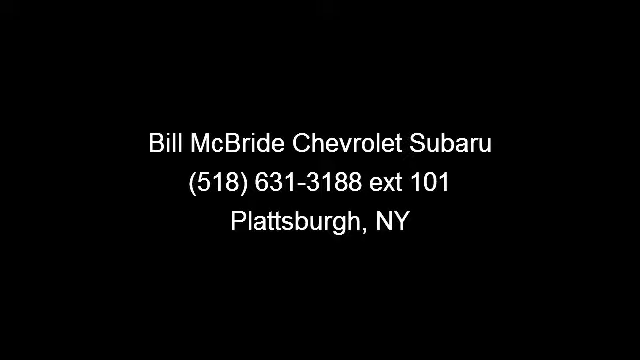 Bill McBride Chevrolet Subaru
(518) 631-3188 ext 101
Plattsburgh, NY